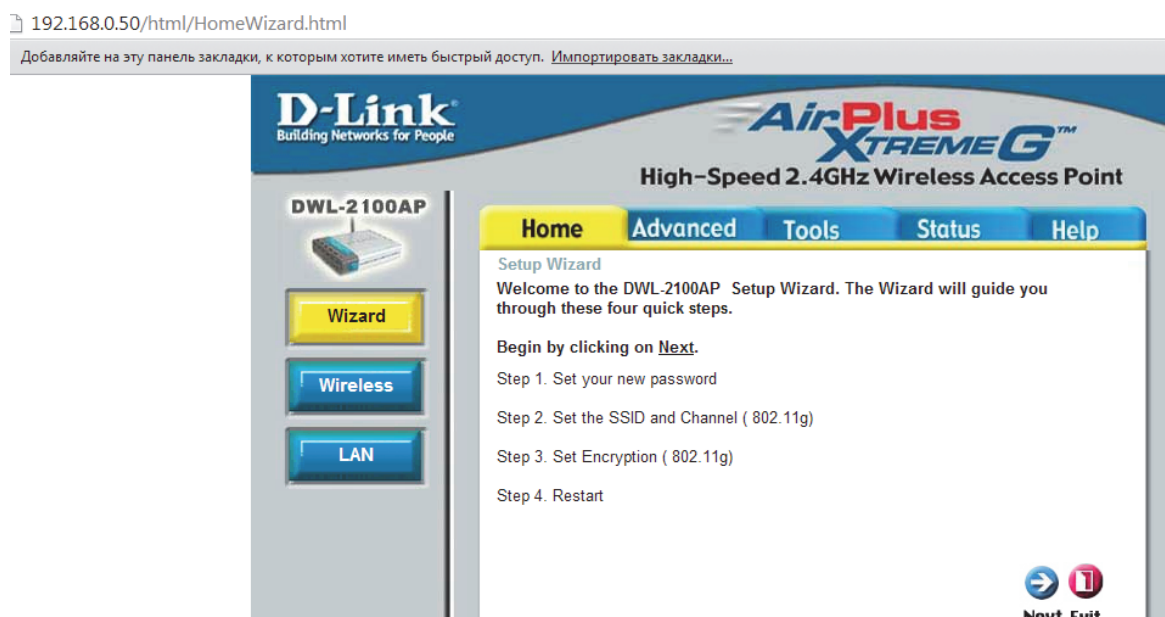 192.168.0.50/html/HomeWizard.html
Добавляйте на эту панель закладки, к которым хотите иметь быстрый доступ. Импортировать закладки...
D-Link
Building Networks for People
AirPlus
XTREME G™
High-Speed 2.4GHz Wireless Access Point
DWL-2100AP
Home Advanced Tools Status Help
Wizard
Wireless
LAN
Setup Wizard
Welcome to the DWL-2100AP Setup Wizard. The Wizard will guide you
through these four quick steps.
Begin by clicking on Next.
Step 1. Set your new password
Step 2. Set the SSID and Channel ( 802.11g)
Step 3. Set Encryption ( 802.11g)
Step 4. Restart
Next Exit